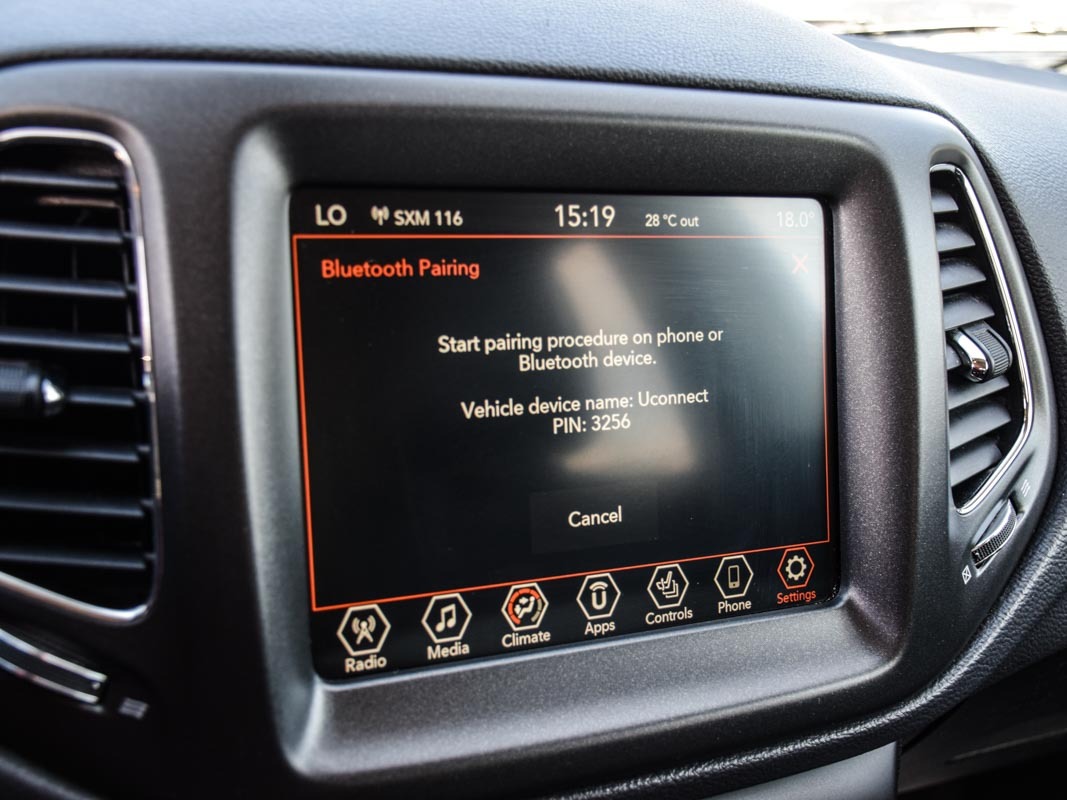 LO SXM 116 15:19 28 °C out 18.0°
Bluetooth Pairing
Start pairing procedure on phone or
Bluetooth device.
Vehicle device name: Uconnect
PIN: 3256
Cancel
Radio Media Climate Apps Controls Phone Settings